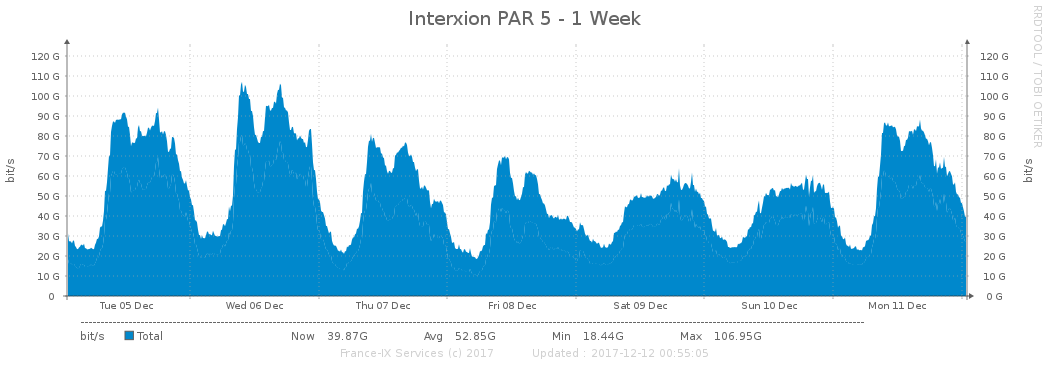 Interxion PAR 5 - 1 Week
RRDTOOL / TOBI OETIKER
120 G 120 G
110 G 110 G
100 G 100 G
90 G 90 G
80 G 80 G
70 G 70 G
60 G 60 G
50 G 50 G
40 G 40 G
30 G 30 G
20 G 20 G
10 G 10 G
0 0 G
bit/s
bit/s
Tue 05 Dec Wed 06 Dec Thu 07 Dec Fri 08 Dec Sat 09 Dec Sun 10 Dec Mon 11 Dec
bit/s Total Now 39.87G Avg 52.85G Min 18.44G Max 106.95G
France-IX Services (c) 2017 Updated : 2017-12-12 00:55:05